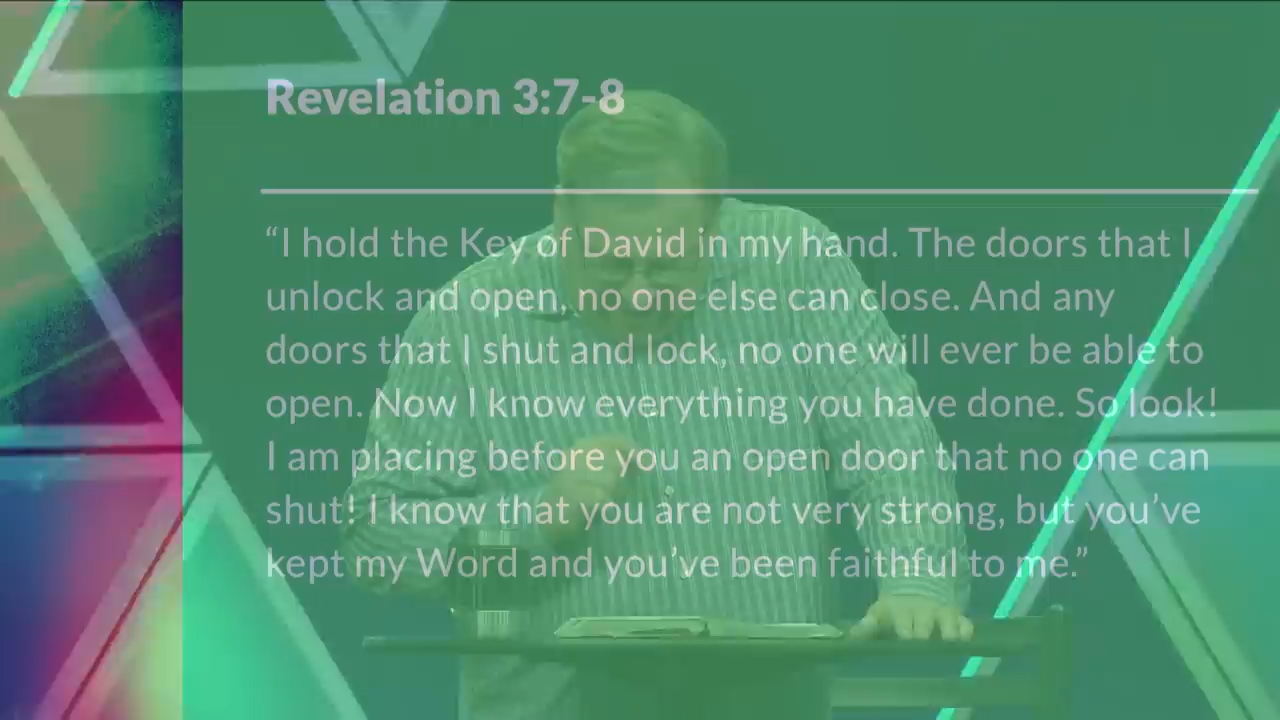 Revelation 3:7-8
“I hold the Key of David in my hand. The doors that I
unlock and open, no one else can close. And any
doors that I shut and lock, no one will ever be able to
open. Now I know everything you have done. So look!
I am placing before you an open door that no one can
shut! I know that you are not very strong, but you’ve
kept my Word and you’ve been faithful to me.”